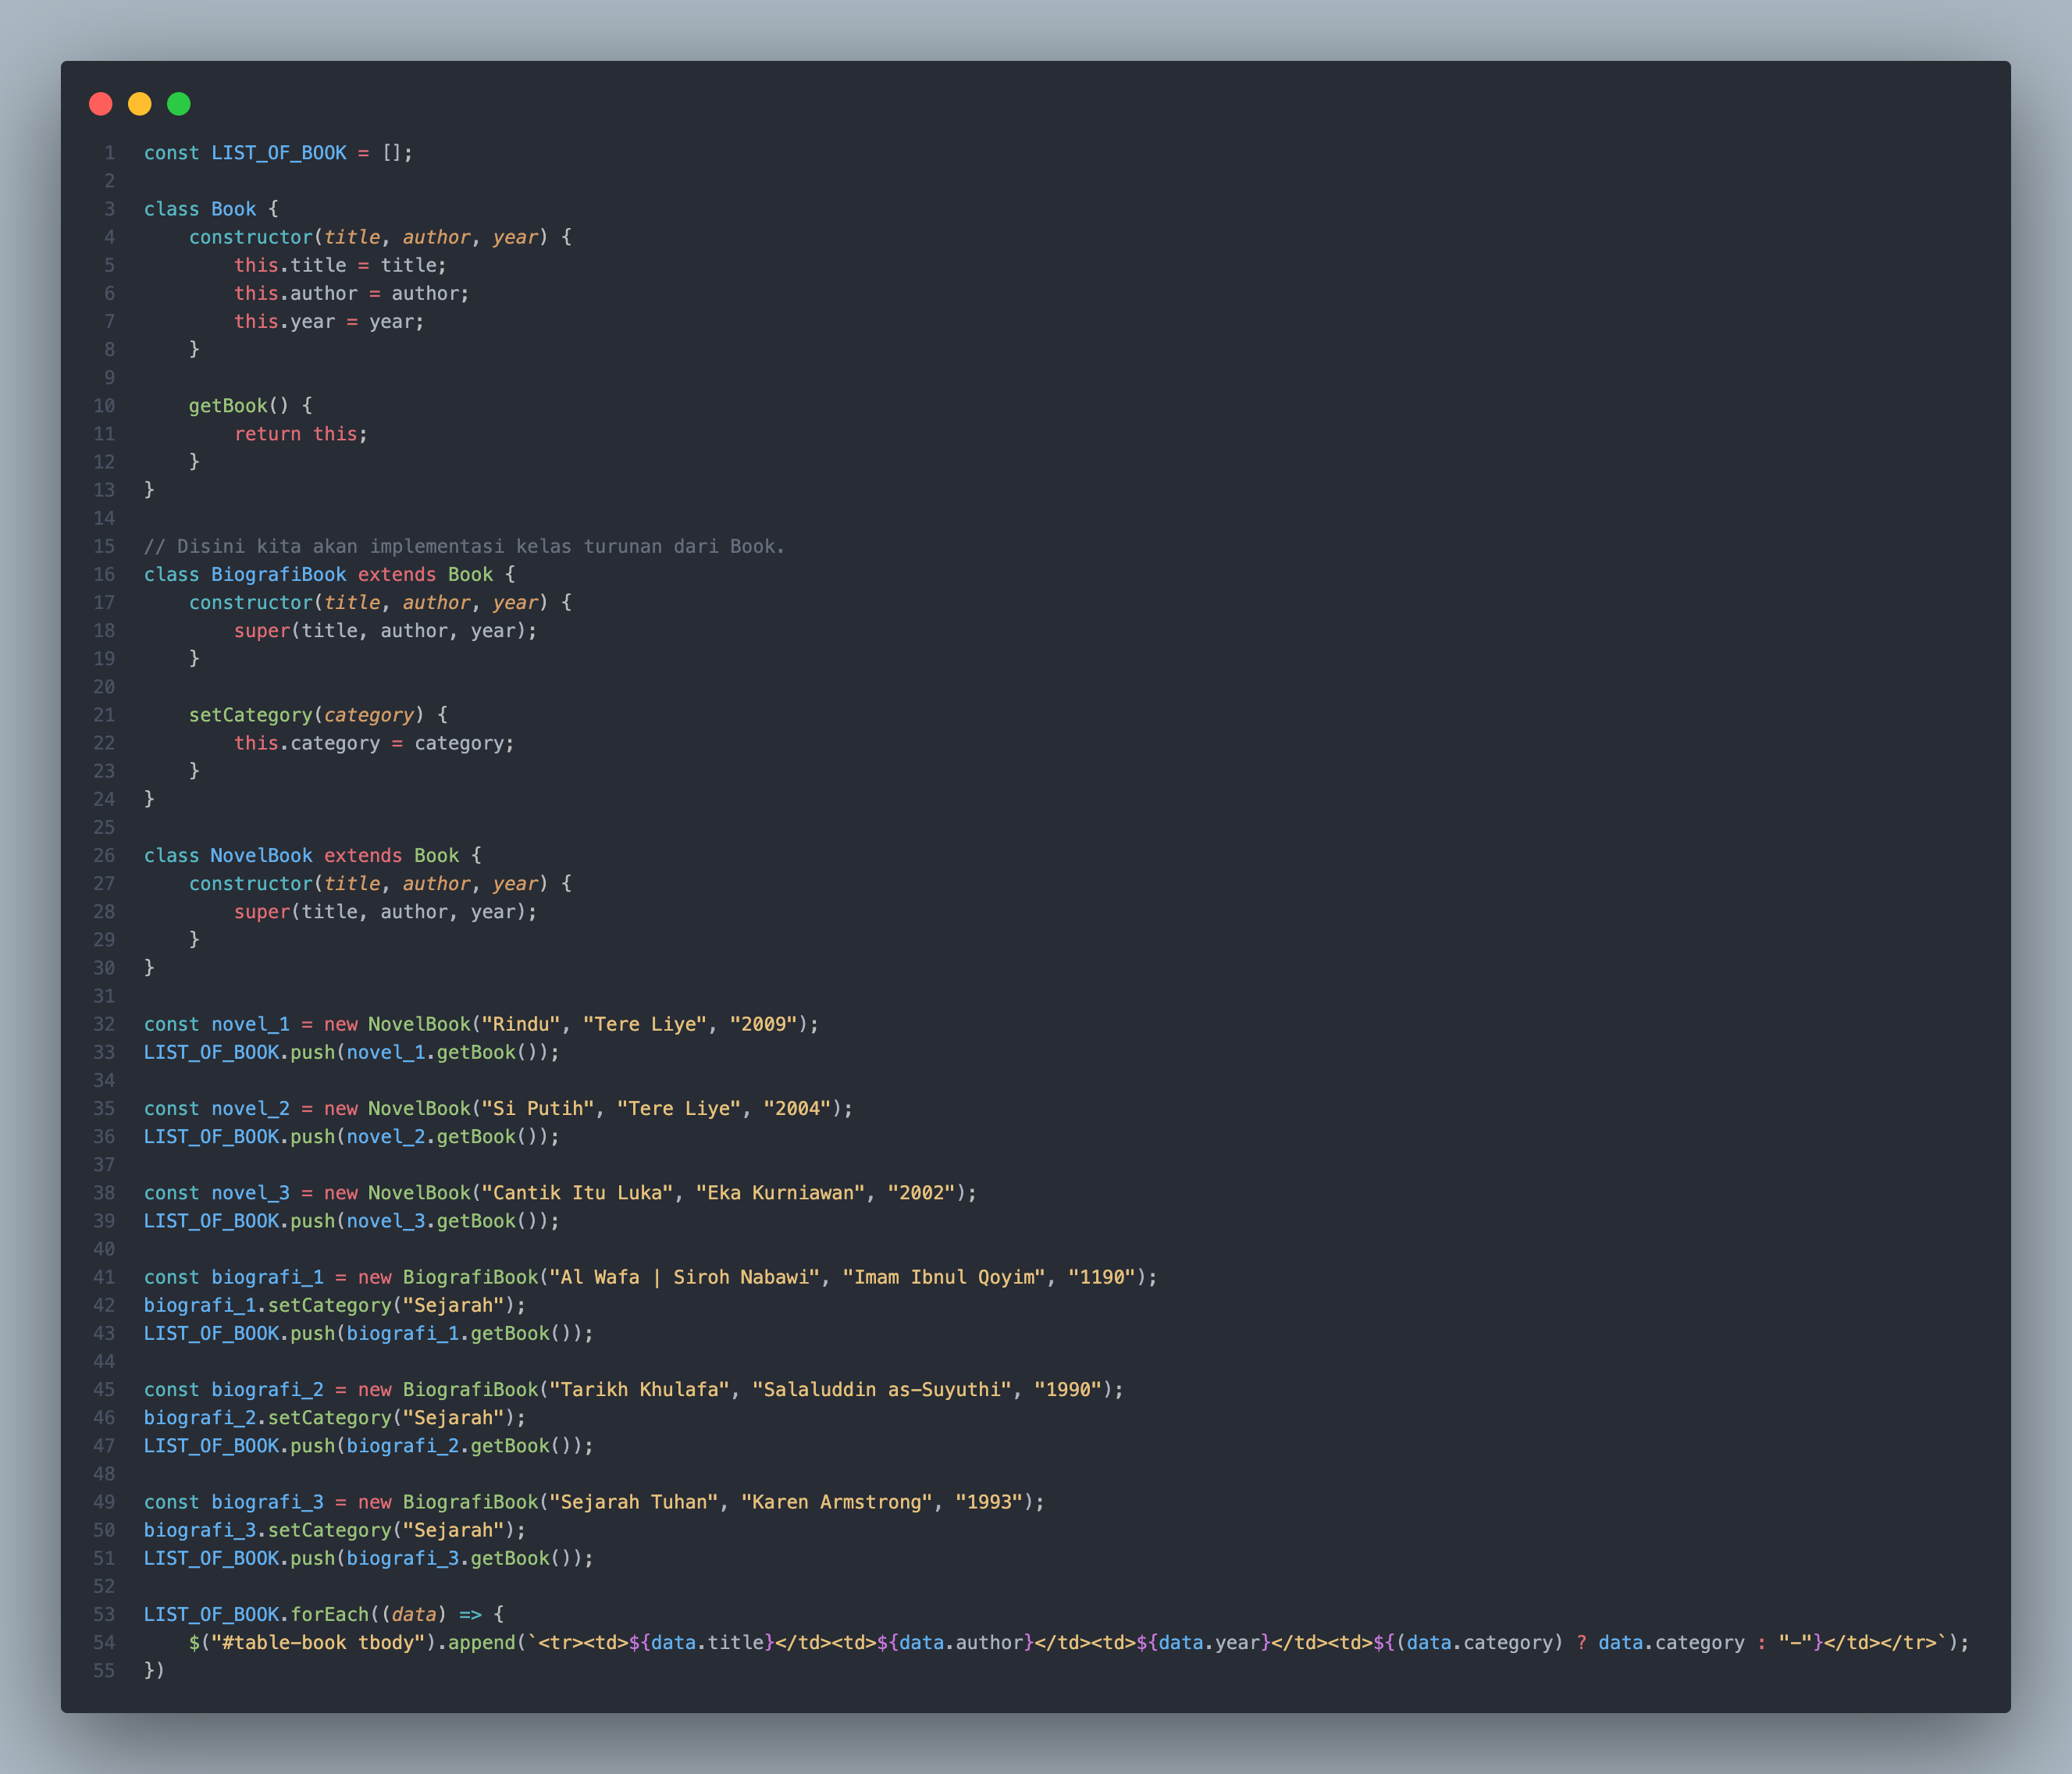 1 const LIST_OF_BOOK = [];
2
3 class Book {
4     constructor(title, author, year) {
5         this.title = title;
6         this.author = author;
7         this.year = year;
8     }
9
10     getBook() {
11         return this;
12     }
13 }
14
15 // Disini kita akan implementasi kelas turunan dari Book.
16 class BiografiBook extends Book {
17     constructor(title, author, year) {
18         super(title, author, year);
19     }
20
21     setCategory(category) {
22         this.category = category;
23     }
24 }
25
26 class NovelBook extends Book {
27     constructor(title, author, year) {
28         super(title, author, year);
29     }
30 }
31
32 const novel_1 = new NovelBook("Rindu", "Tere Liye", "2009");
33 LIST_OF_BOOK.push(novel_1.getBook());
34
35 const novel_2 = new NovelBook("Si Putih", "Tere Liye", "2004");
36 LIST_OF_BOOK.push(novel_2.getBook());
37
38 const novel_3 = new NovelBook("Cantik Itu Luka", "Eka Kurniawan", "2002");
39 LIST_OF_BOOK.push(novel_3.getBook());
40
41 const biografi_1 = new BiografiBook("Al Wafa | Siroh Nabawi", "Imam Ibnul Qoyim", "1190");
42 biografi_1.setCategory("Sejarah");
43 LIST_OF_BOOK.push(biografi_1.getBook());
44
45 const biografi_2 = new BiografiBook("Tarikh Khulafa", "Salaluddin as-Suyuthi", "1990");
46 biografi_2.setCategory("Sejarah");
47 LIST_OF_BOOK.push(biografi_2.getBook());
48
49 const biografi_3 = new BiografiBook("Sejarah Tuhan", "Karen Armstrong", "1993");
50 biografi_3.setCategory("Sejarah");
51 LIST_OF_BOOK.push(biografi_3.getBook());
52
53 LIST_OF_BOOK.forEach((data) => {
54     $("#table-book tbody").append(`<tr><td>${data.title}</td><td>${data.author}</td><td>${data.year}</td><td>${(data.category) ? data.category : "-"}</td></tr>`);
55 })